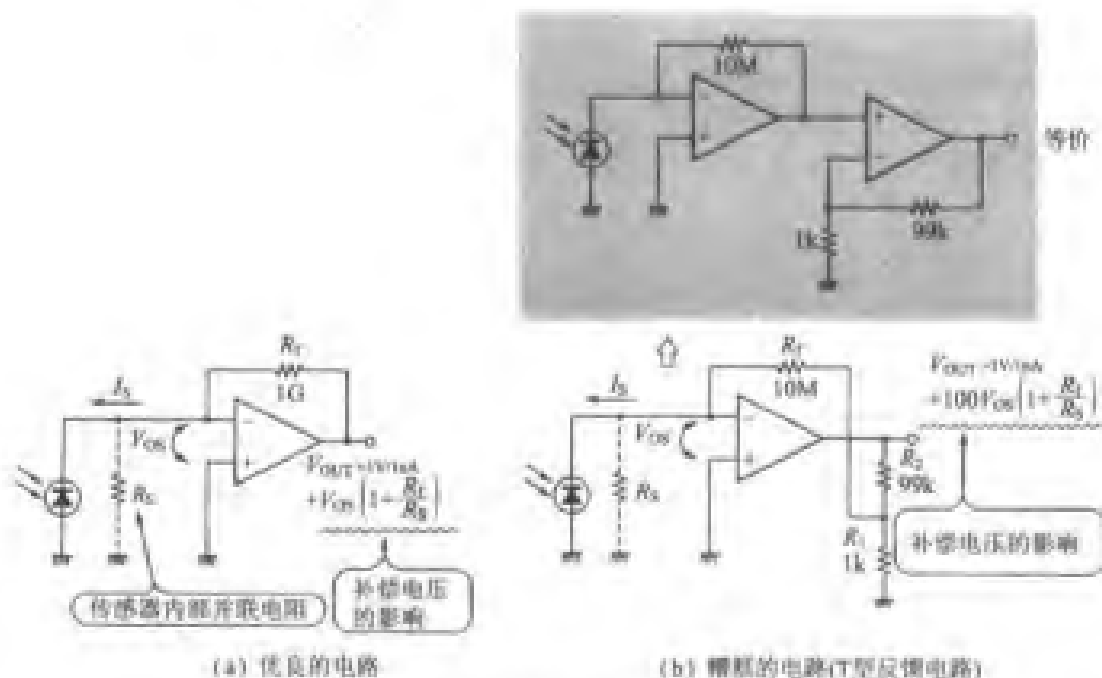 10M
等价
1k
99k
R_f
1G
I_S
V_OS
R_S
V_OUT=1V/1nA
+V_OS(1+R_f/R_S)
传感器内部并联电阻
补偿电压
的影响
(a) 优良的电路
R_f
10M
I_S
V_OS
R_S
V_OUT=1V/1nA
+100V_OS(1+R_f/R_S)
R_2
99k
R_1
1k
补偿电压的影响
(b) 糟糕的电路(T型反馈电路)